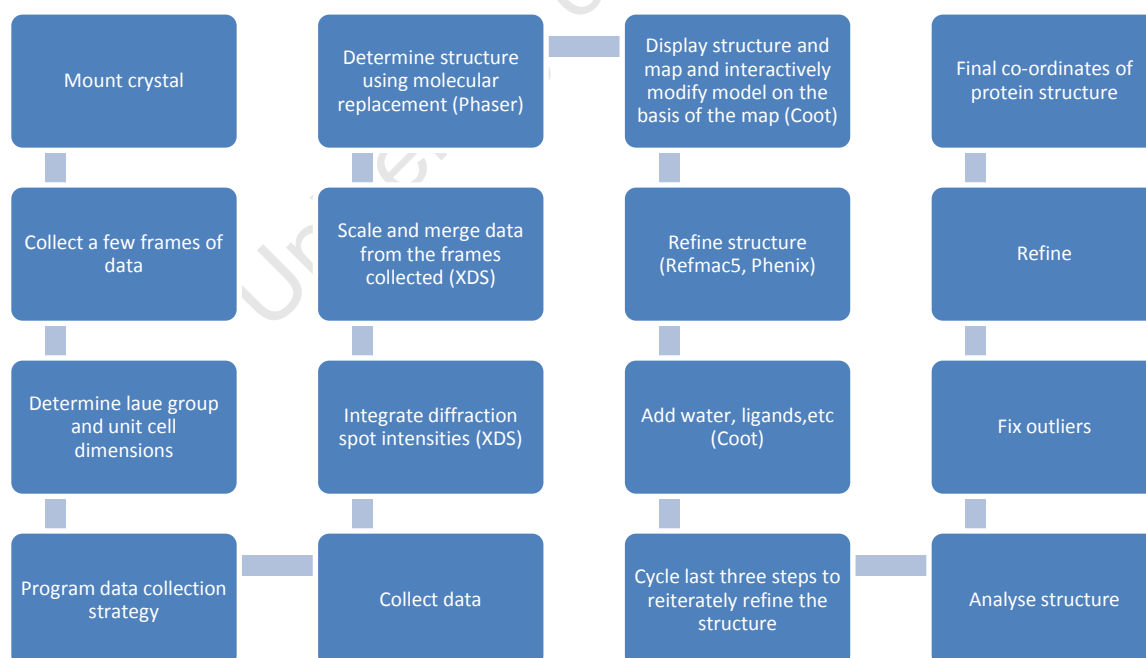 Mount crystal
Collect a few frames of
data
Determine laue group
and unit cell
dimensions
Program data collection
strategy
Collect data
Integrate diffraction
spot intensities (XDS)
Scale and merge data
from the frames
collected (XDS)
Determine structure
using molecular
replacement (Phaser)
Display structure and
map and interactively
modify model on the
basis of the map (Coot)
Refine structure
(Refmac5, Phenix)
Add water, ligands,etc
(Coot)
Cycle last three steps to
reiterately refine the
structure
Analyse structure
Fix outliers
Refine
Final co-ordinates of
protein structure